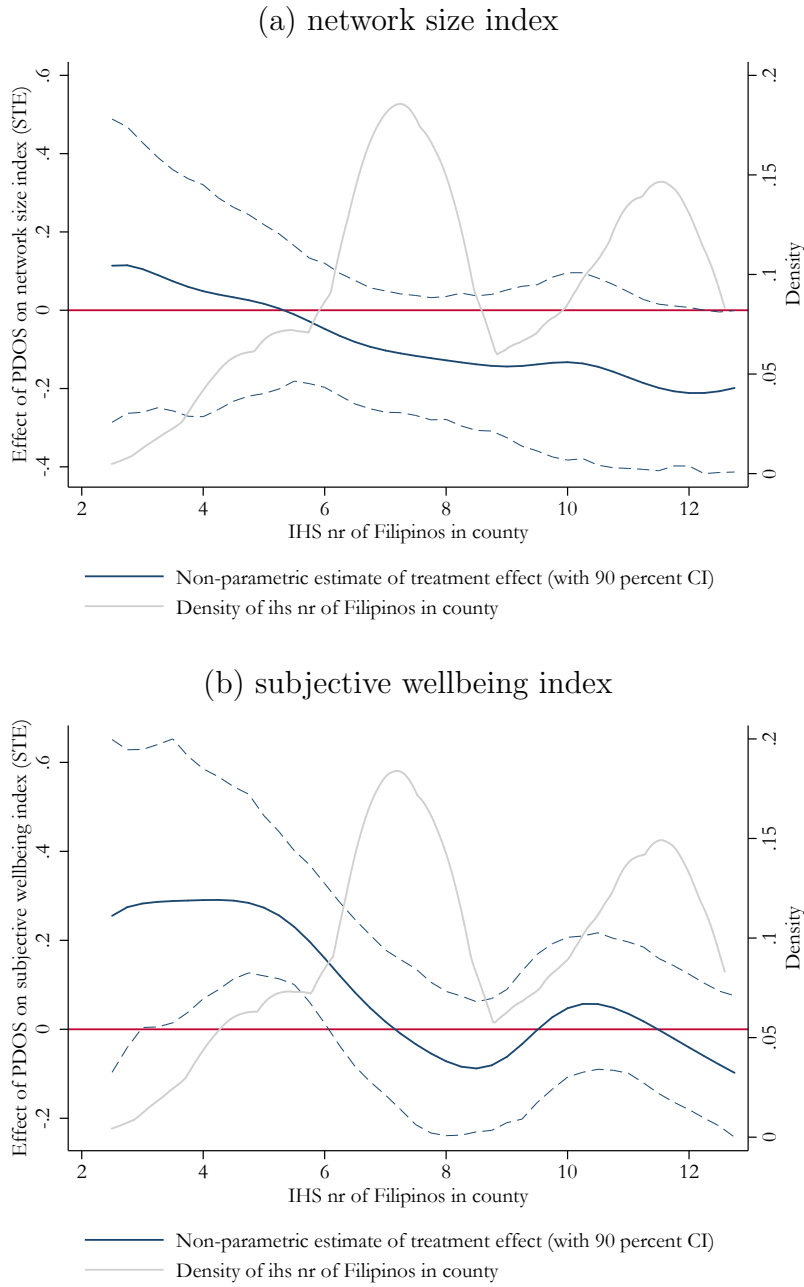 (a) network size index
Effect of PDOS on network size index (STE)
.6
.4
.2
0
-.2
-.4
.2
.15
.1
.05
0
Density
2 4 6 8 10 12
IHS nr of Filipinos in county
Non-parametric estimate of treatment effect (with 90 percent CI)
Density of ihs nr of Filipinos in county
(b) subjective wellbeing index
Effect of PDOS on subjective wellbeing index (STE)
.6
.4
.2
0
-.2
.2
.15
.1
.05
0
Density
2 4 6 8 10 12
IHS nr of Filipinos in county
Non-parametric estimate of treatment effect (with 90 percent CI)
Density of ihs nr of Filipinos in county